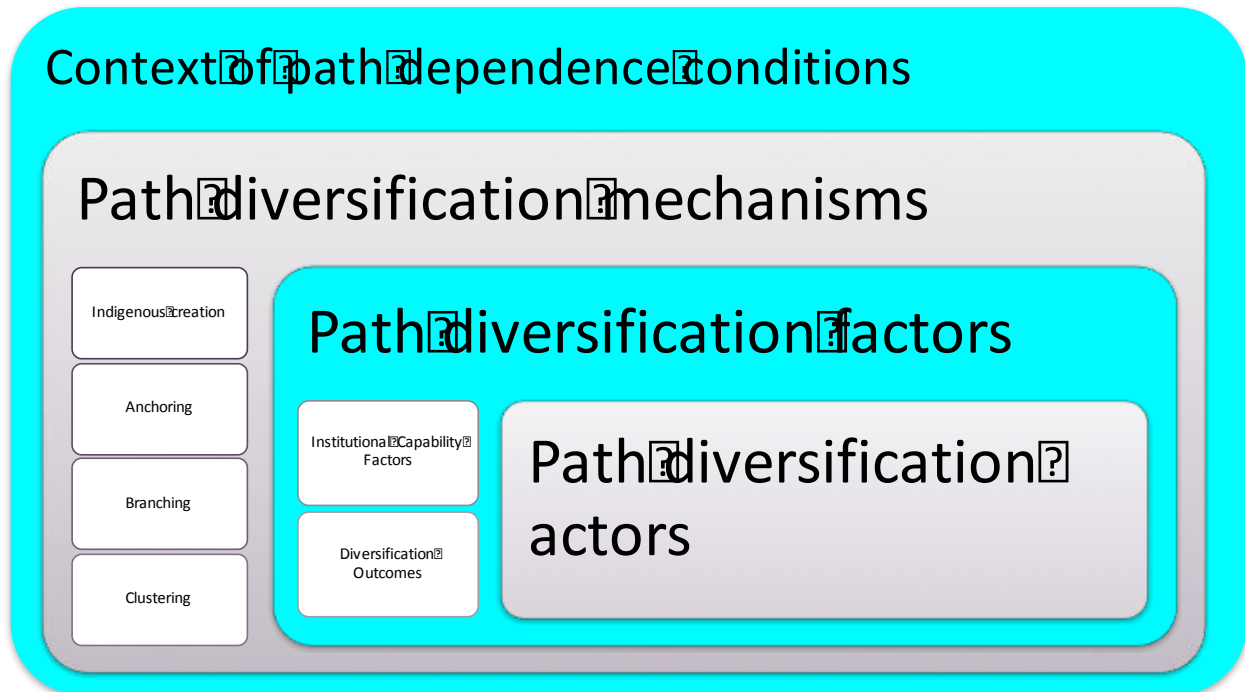 Context of path dependence conditions
Path diversification mechanisms
Indigenous creation
Anchoring
Branching
Clustering
Path diversification factors
Institutional Capability
Factors
Diversification
Outcomes
Path diversification
actors